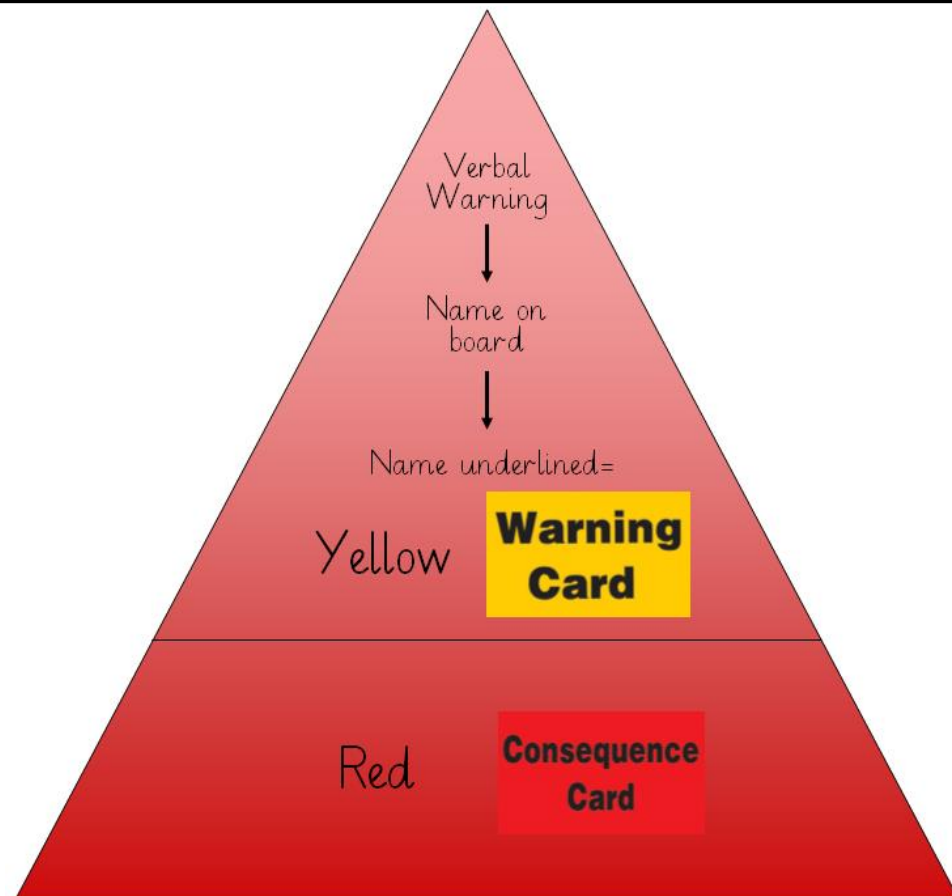 Verbal
Warning
Name on
board
Name underlined=
Yellow
Warning
Card
Red
Consequence
Card